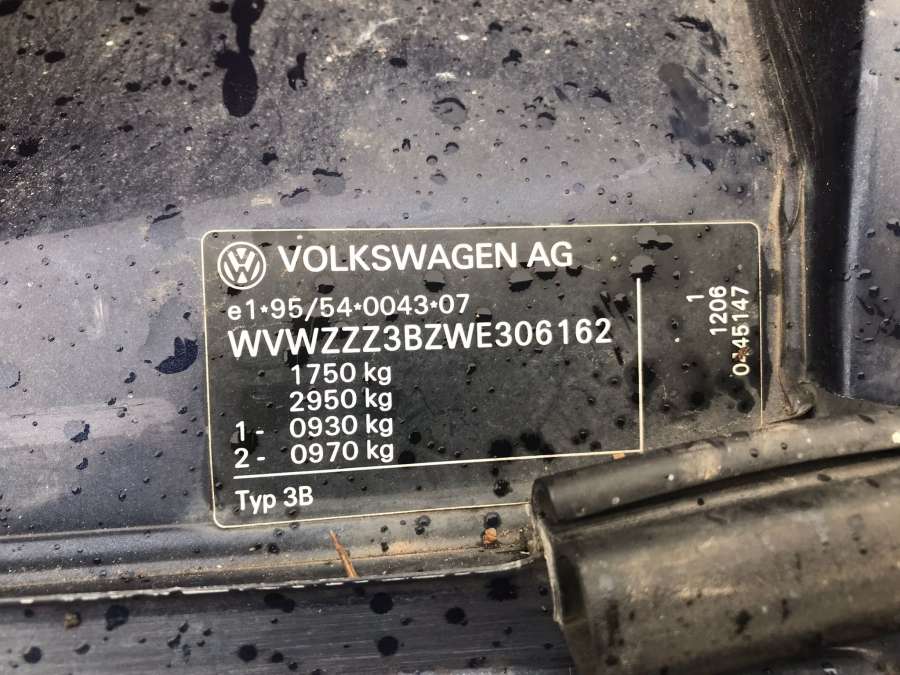 VOLKSWAGEN AG
e1*95/54*0043*07
WVWZZZ3BZWE306162
1750 kg
2950 kg
1- 0930 kg
2- 0970 kg
Typ 3B
1
1206
0445147